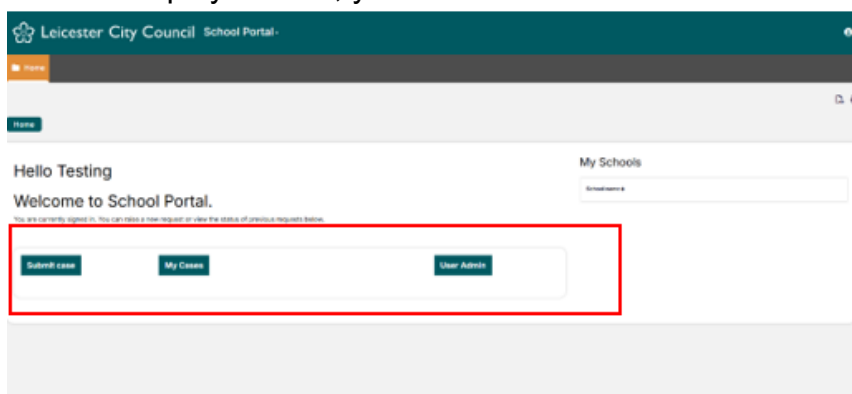 Leicester City Council School Portal
Home
Home
Hello Testing
My Schools
School name
Welcome to School Portal.
You are currently signed in. You can raise a new request or view the status of previous requests below.
Submit case My Cases User Admin